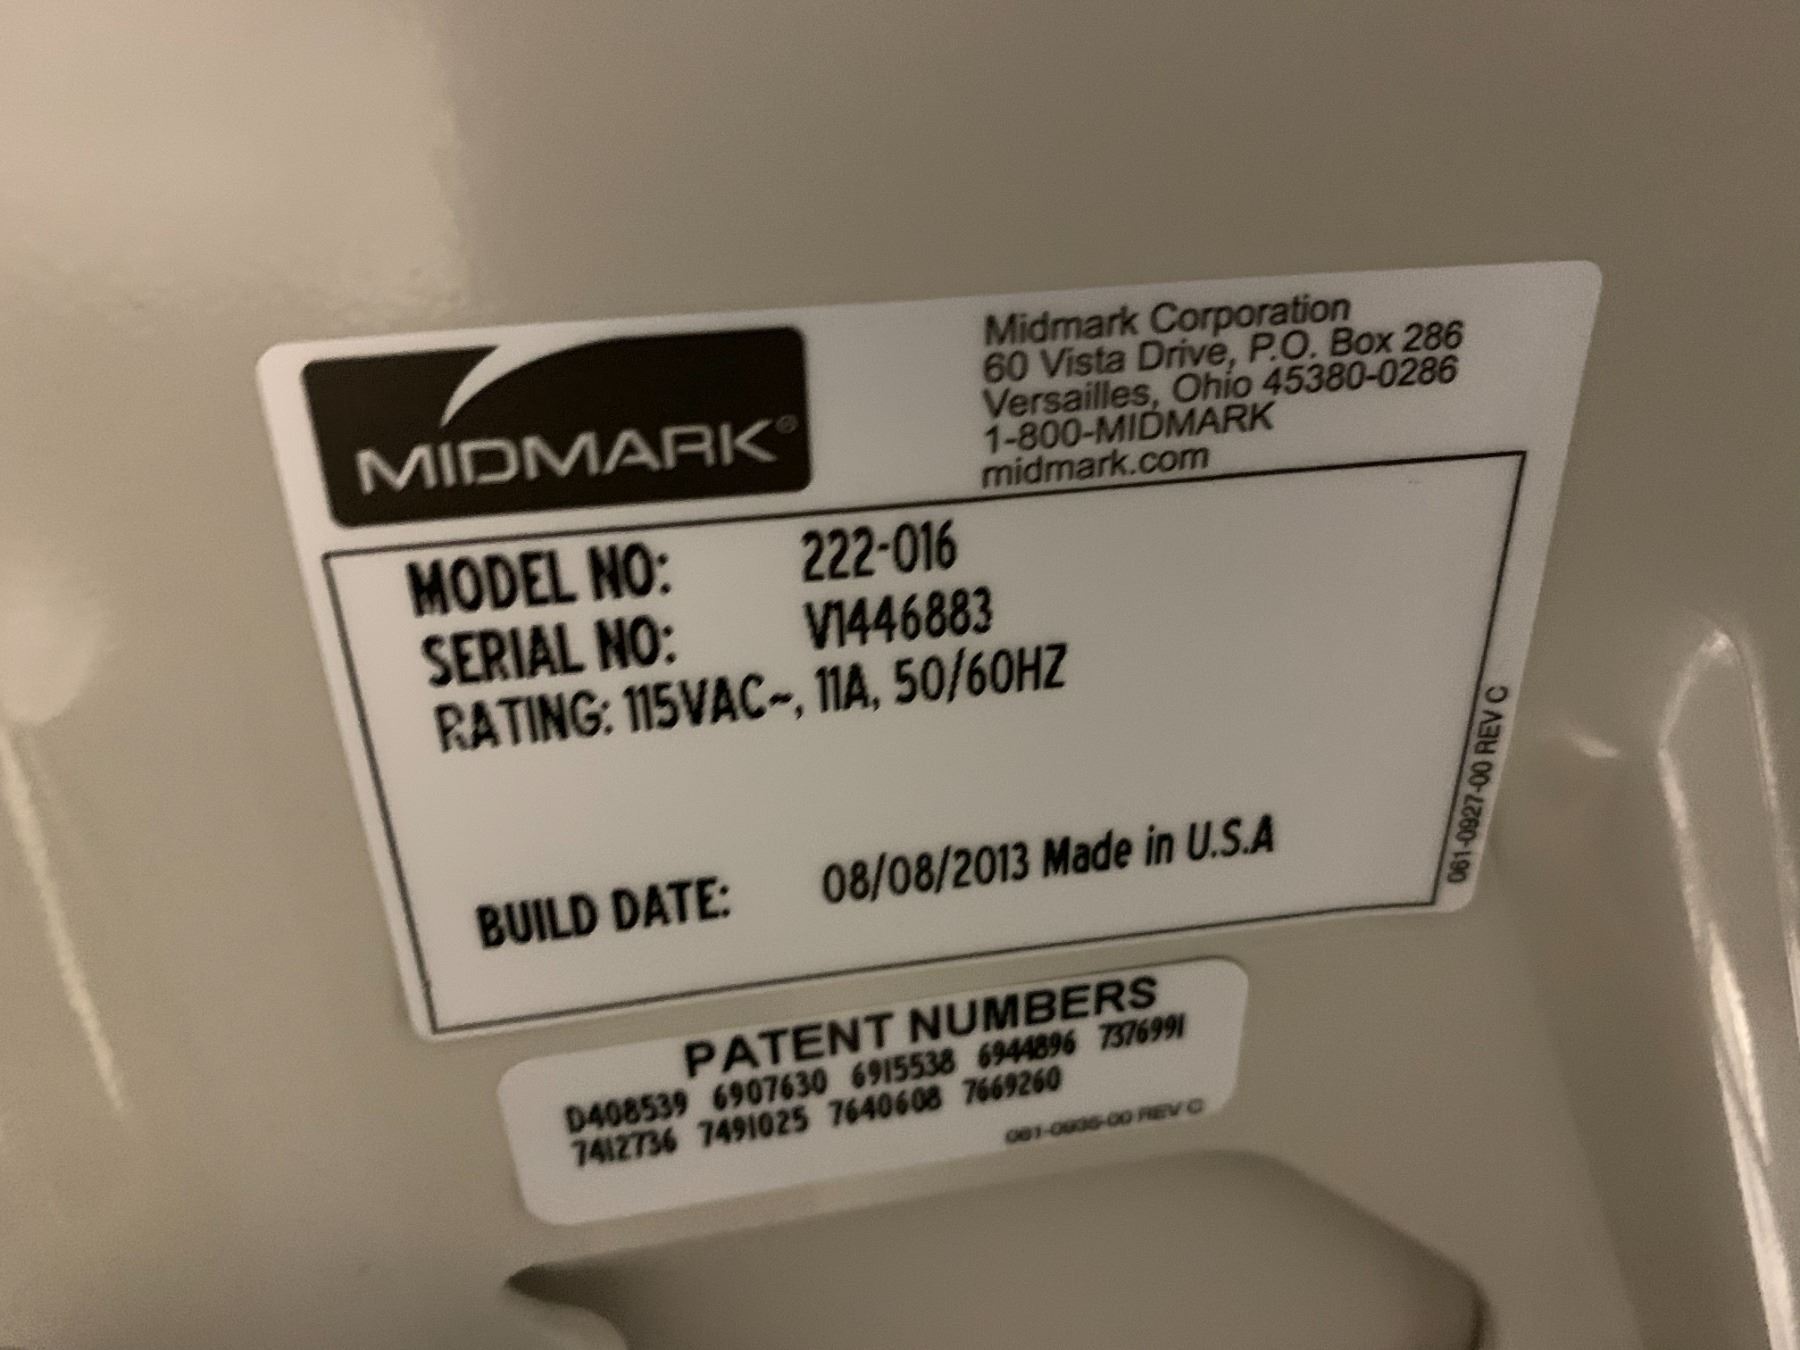 MIDMARK®
Midmark Corporation
60 Vista Drive, P.O. Box 286
Versailles, Ohio 45380-0286
1-800-MIDMARK
midmark.com
MODEL NO: 222-016
SERIAL NO: V1446883
RATING: 115VAC~, 11A, 50/60HZ
BUILD DATE: 08/08/2013 Made in U.S.A
061-0927-00 REV C
PATENT NUMBERS
D408539 6907630 6915538 6944896 7376991
7412736 7491025 7640608 7669260
REV C